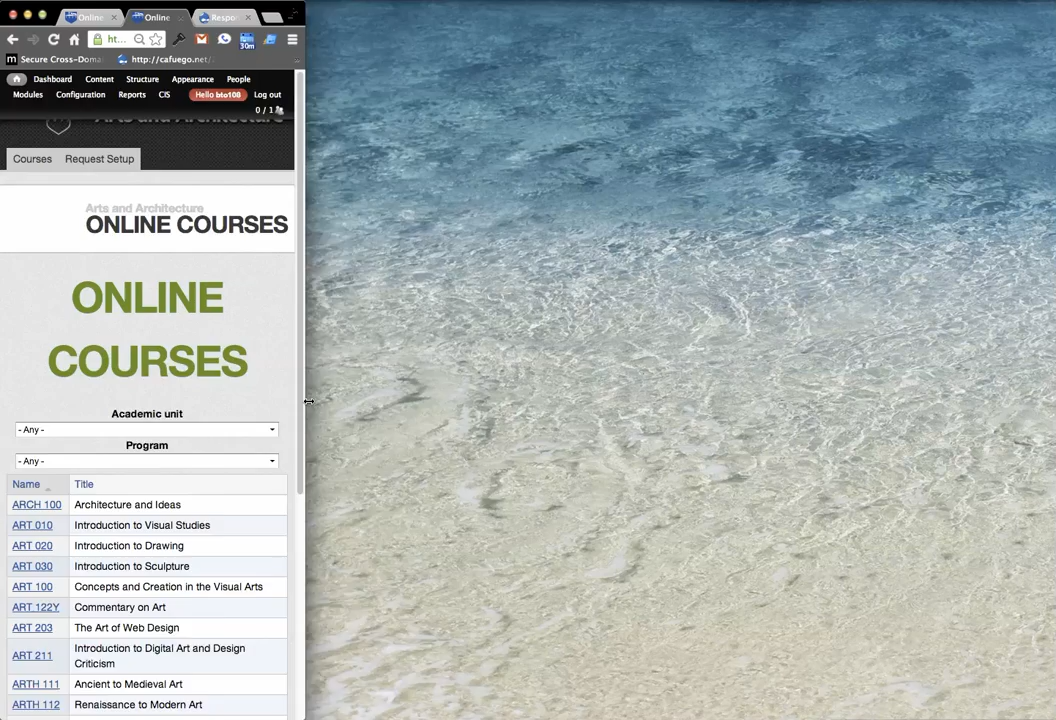 Online
Online
Respo
ht...
30m
Secure Cross-Doma
http://cafuego.net/
Dashboard Content Structure Appearance People
Modules Configuration Reports CIS Hello bto108 Log out
0 / 1
Arts and Architecture
Courses Request Setup
Arts and Architecture
ONLINE COURSES
ONLINE
COURSES
Academic unit
- Any -
Program
- Any -
Name Title
ARCH 100 Architecture and Ideas
ART 010 Introduction to Visual Studies
ART 020 Introduction to Drawing
ART 030 Introduction to Sculpture
ART 100 Concepts and Creation in the Visual Arts
ART 122Y Commentary on Art
ART 203 The Art of Web Design
ART 211 Introduction to Digital Art and Design
Criticism
ARTH 111 Ancient to Medieval Art
ARTH 112 Renaissance to Modern Art